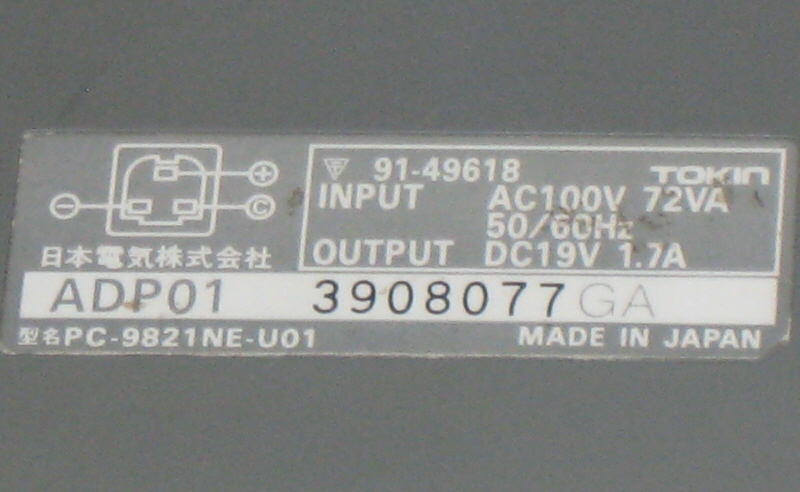 91-49618 TOKIN
INPUT AC100V 72VA
50/60Hz
OUTPUT DC19V 1.7A
日本電気株式会社
ADP01 3908077GA
型名PC-9821NE-U01 MADE IN JAPAN